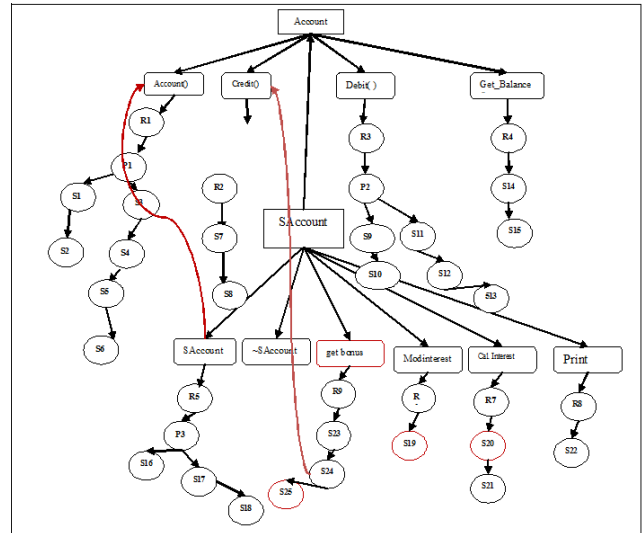 Account
Account()
Credit()
Debit( )
Get_Balance
R1
R3
R4
P1
R2
P2
S14
S1
S3
SAccount
S11
S15
S2
S4
S7
S9
S10
S12
S5
S8
S13
S6
SAccount
~SAccount
get bonus
Modinterest
Cal Interest
Print
R5
R9
R
R7
R8
P3
S23
S19
S20
S22
S16
S17
S24
S25
S21
S18